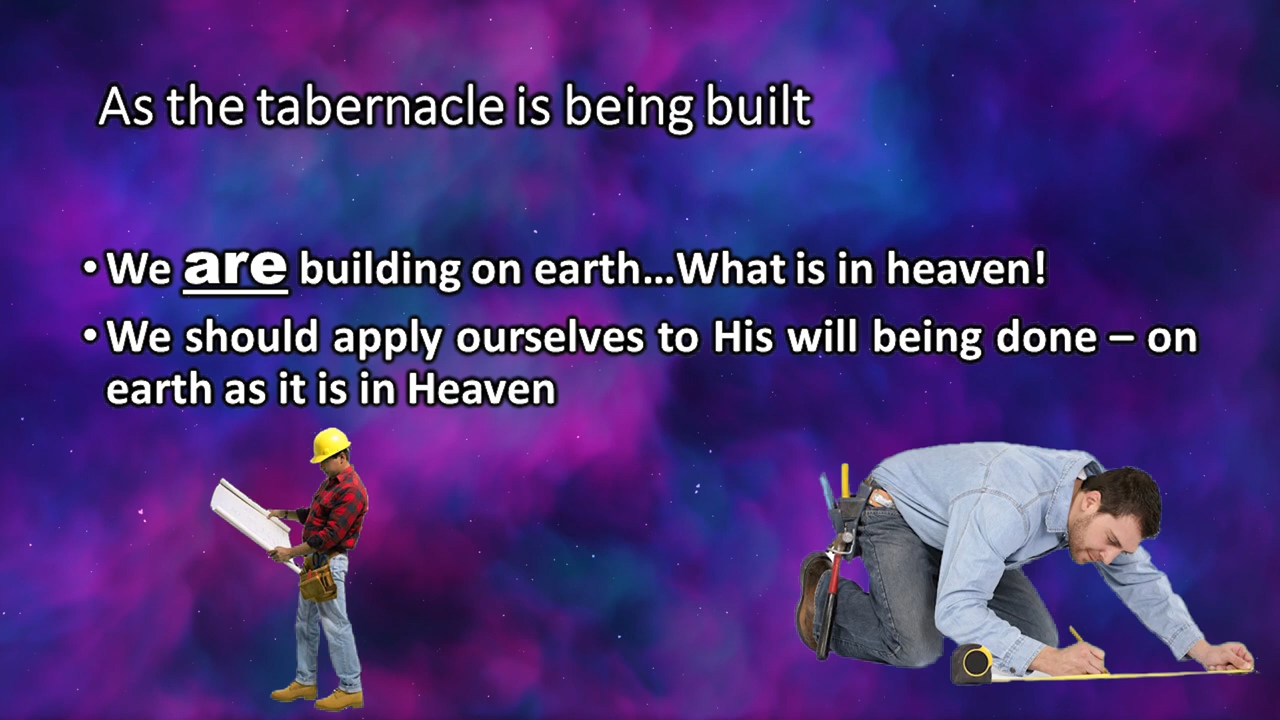 As the tabernacle is being built
• We are building on earth...What is in heaven!
• We should apply ourselves to His will being done – on
earth as it is in Heaven